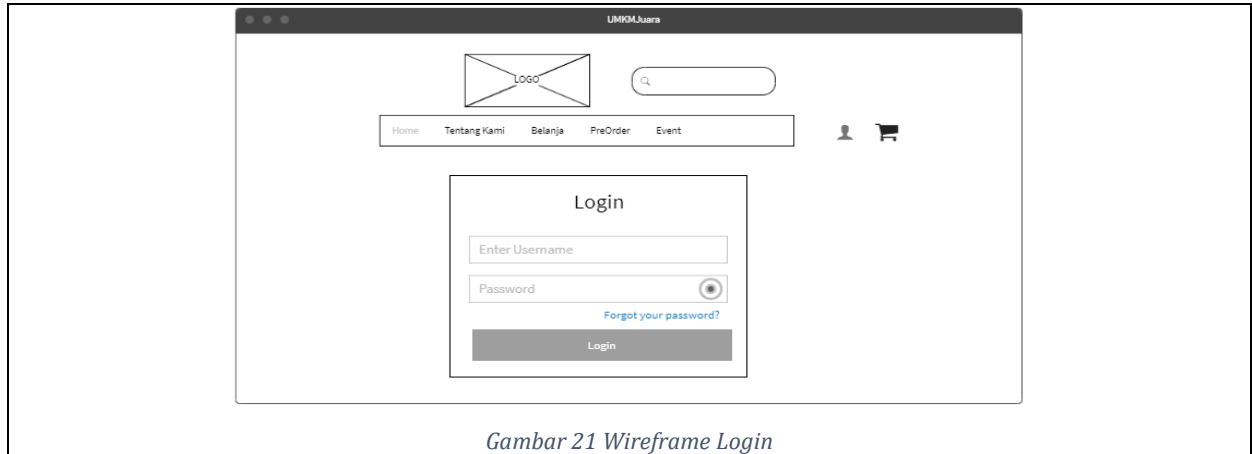 UMKMJuara
LOGO
Home Tentang Kami Belanja PreOrder Event
Login
Enter Username
Password
Forgot your password?
Login
Gambar 21 Wireframe Login